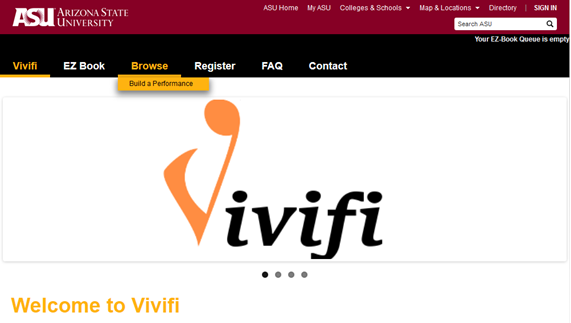 ASU ARIZONA STATE UNIVERSITY
ASU Home My ASU Colleges & Schools Map & Locations Directory | SIGN IN
Search ASU
Your EZ-Book Queue is empty
Vivifi EZ Book Browse Register FAQ Contact
Build a Performance
Vivifi
Welcome to Vivifi